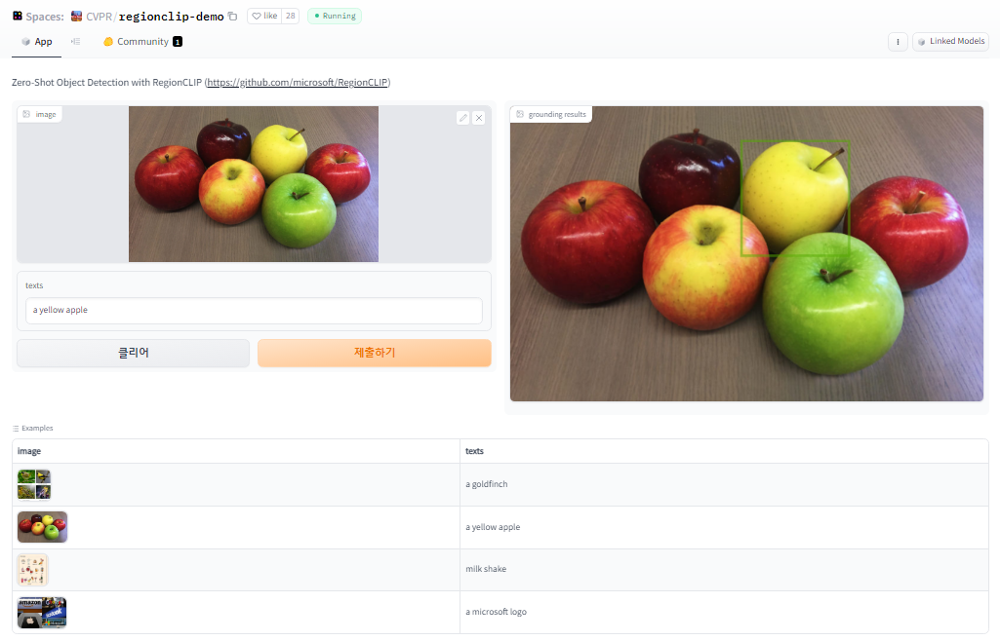 Spaces: CVPR/regionclip-demo like 28 Running
App Community 1 Linked Models
Zero-Shot Object Detection with RegionCLIP (https://github.com/microsoft/RegionCLIP)
image
grounding results
texts
a yellow apple
클리어 제출하기
Examples
image texts
a goldfinch
a yellow apple
milk shake
amazon
a microsoft logo